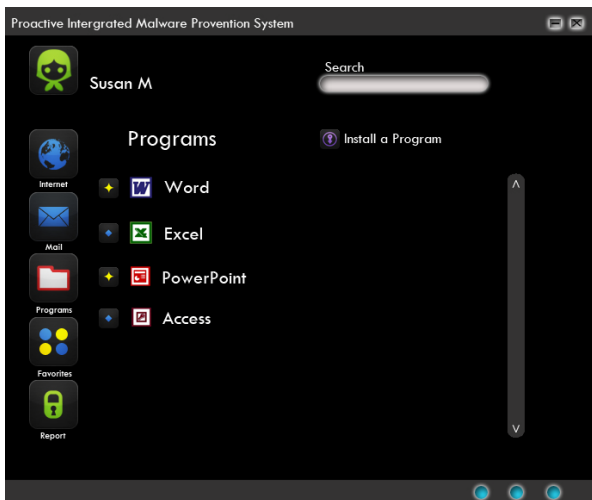 Proactive Intergrated Malware Provention System
Susan M
Search
Programs
Install a Program
Internet
Word
Mail
Excel
PowerPoint
Programs
Access
Favorites
Report